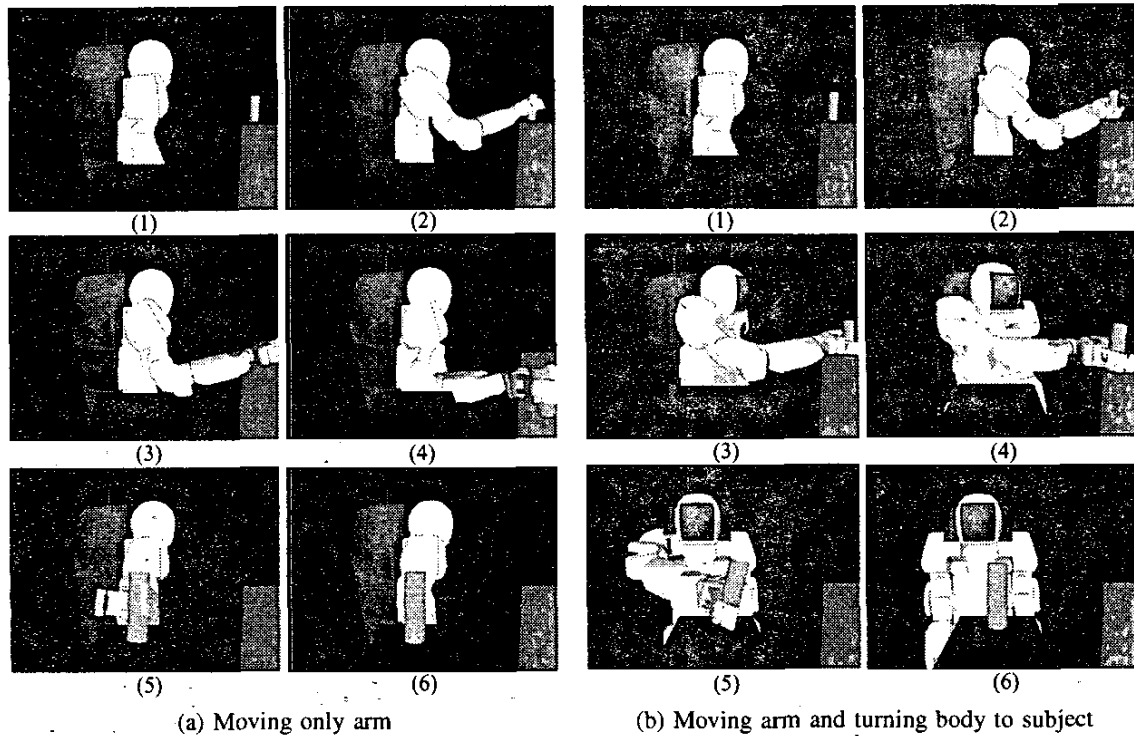 (1) (2) (1) (2)
(3) (4) (3) (4)
(5) (6) (5) (6)
(a) Moving only arm (b) Moving arm and turning body to subject